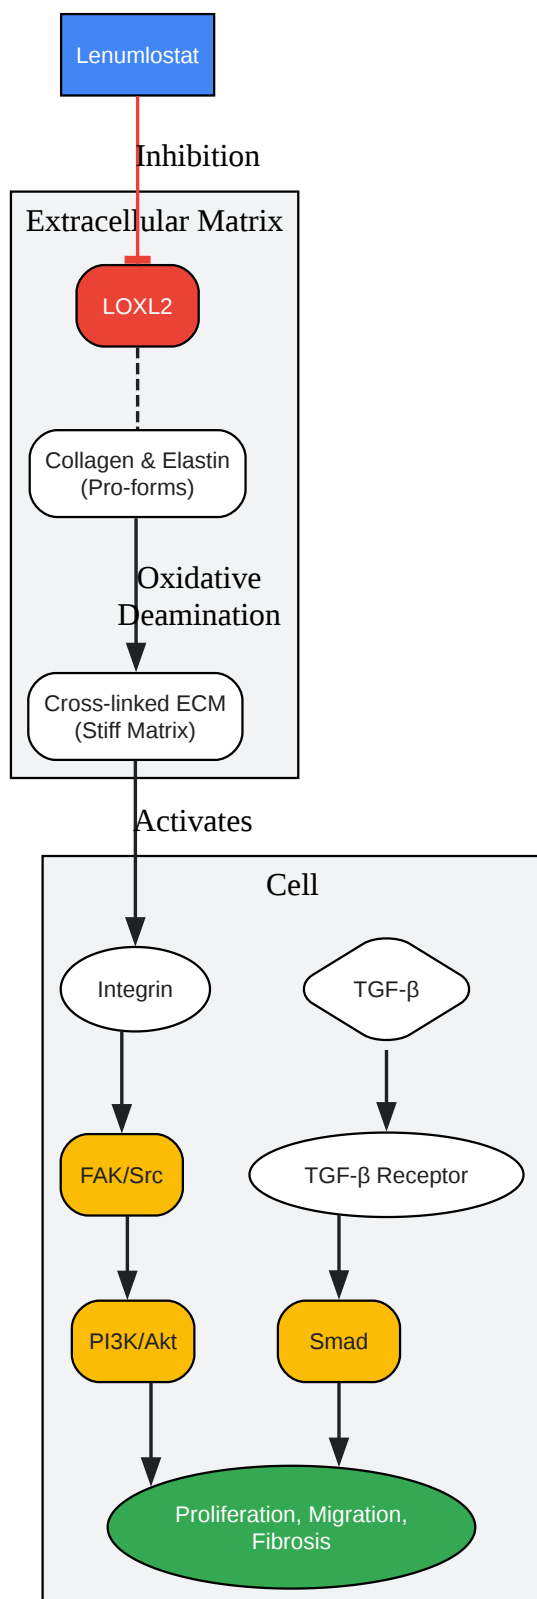 Lenumlostat
Inhibition
Extracellular Matrix
LOXL2
Collagen & Elastin
(Pro-forms)
Oxidative
Deamination
Cross-linked ECM
(Stiff Matrix)
Activates
Cell
Integrin
TGF-β
FAK/Src
TGF-β Receptor
PI3K/Akt
Smad
Proliferation, Migration,
Fibrosis